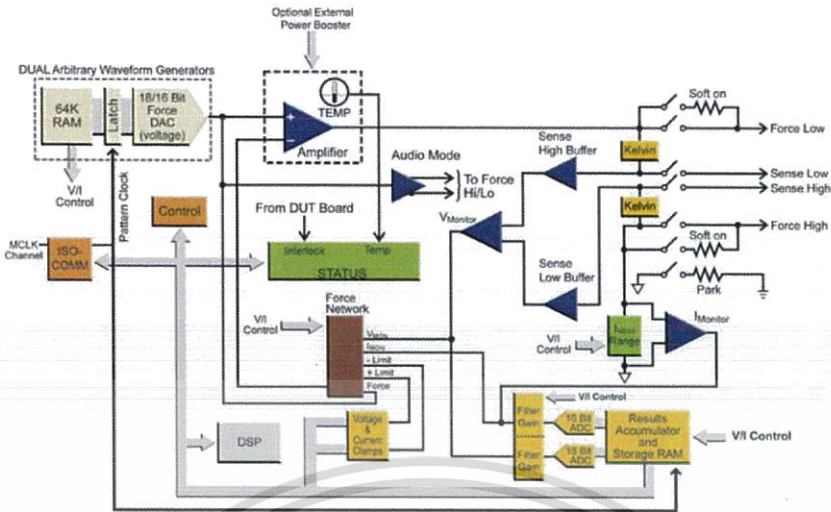 Optional External
Power Booster
DUAL Arbitrary Waveform Generators
64K
RAM
Latch
18/16 Bit
Force
DAC
(voltage)
TEMP
Amplifier
Soft on
Force Low
Kelvin
Sense
High Buffer
Sense Low
Sense High
Kelvin
Force High
Soft on
Park
V/I
Control
Pattern Clock
Audio Mode
To Force
Hi/Lo
Control
From DUT Board
VMonitor
MCLK
Channel
ISO-
COMM
Interlock
Temp
STATUS
Sense
Low Buffer
Force
Network
V/I
Control
VMON
IMON
- Limit
+ Limit
Force
V/I
Control
Range
IMonitor
V/I Control
Filter
Gain
16 Bit
ADC
Filter
Gain
16 Bit
ADC
Results
Accumulator
and
Storage RAM
V/I Control
Voltage
&
Current
Clamps
DSP